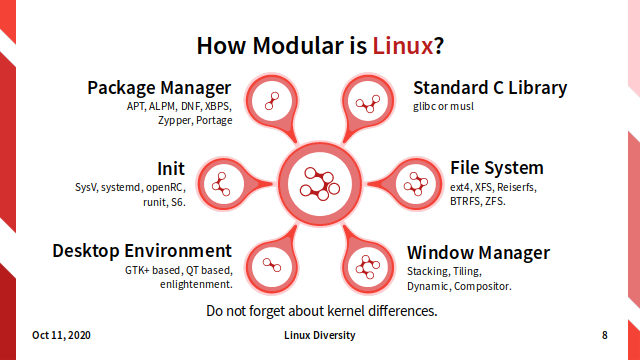 How Modular is Linux?
Package Manager
APT, ALPM, DNF, XBPS,
Zypper, Portage
Standard C Library
glibc or musl
Init
SysV, systemd, openRC,
runit, S6.
File System
ext4, XFS, Reiserfs,
BTRFS, ZFS.
Desktop Environment
GTK+ based, QT based,
enlightenment.
Window Manager
Stacking, Tiling,
Dynamic, Compositor.
Do not forget about kernel differences.
Oct 11, 2020
Linux Diversity
8